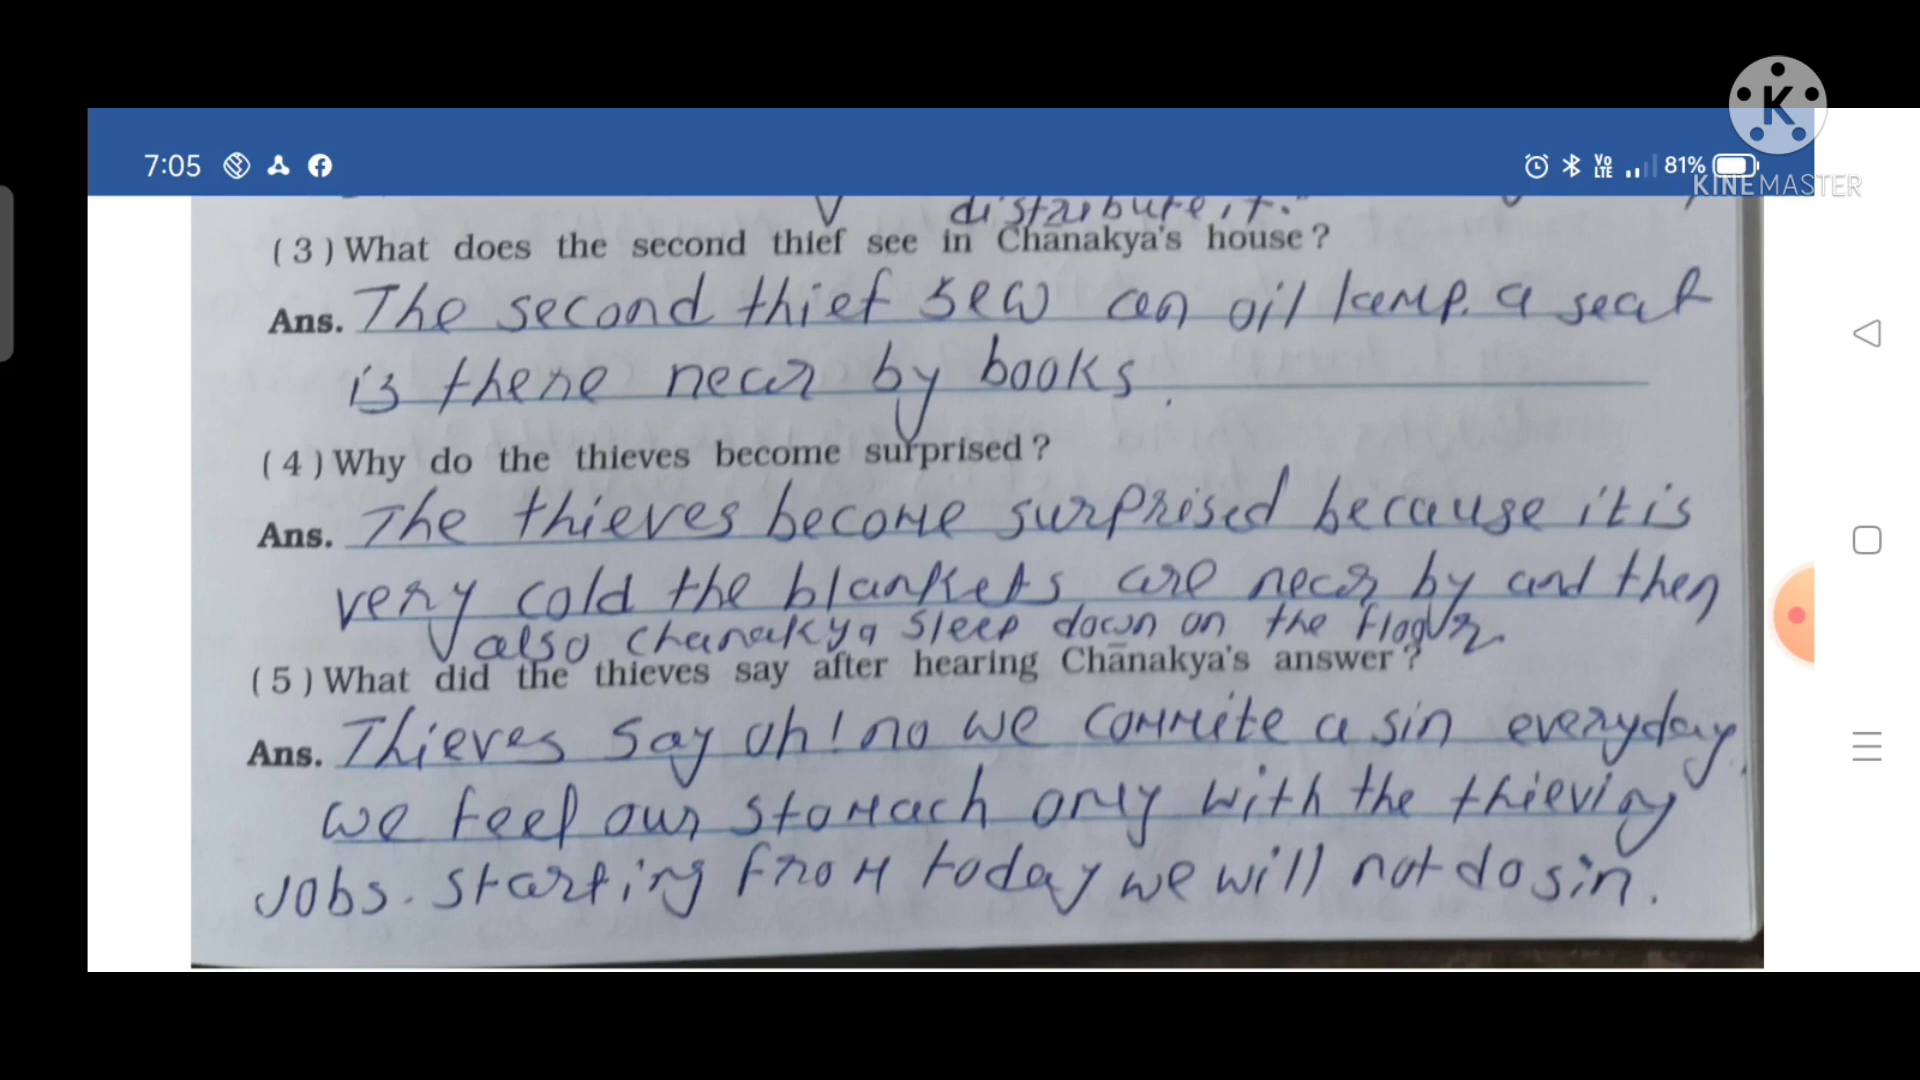 7:05
Vo LTE 81%
K
KINEMASTER
distribute it."
(3) What does the second thief see in Chānakya's house?
Ans. The second thief sew an oil lamp. a seat
is there near by books.
(4) Why do the thieves become surprised?
Ans. The thieves become surprised because it is
very cold the blankets are near by and then
also chanakya sleep down on the floor.
(5) What did the thieves say after hearing Chānakya's answer?
Ans. Thieves say oh! no we commite a sin everyday.
we feel our stomach only with the thieving
Jobs. starting from today we will not do sin.